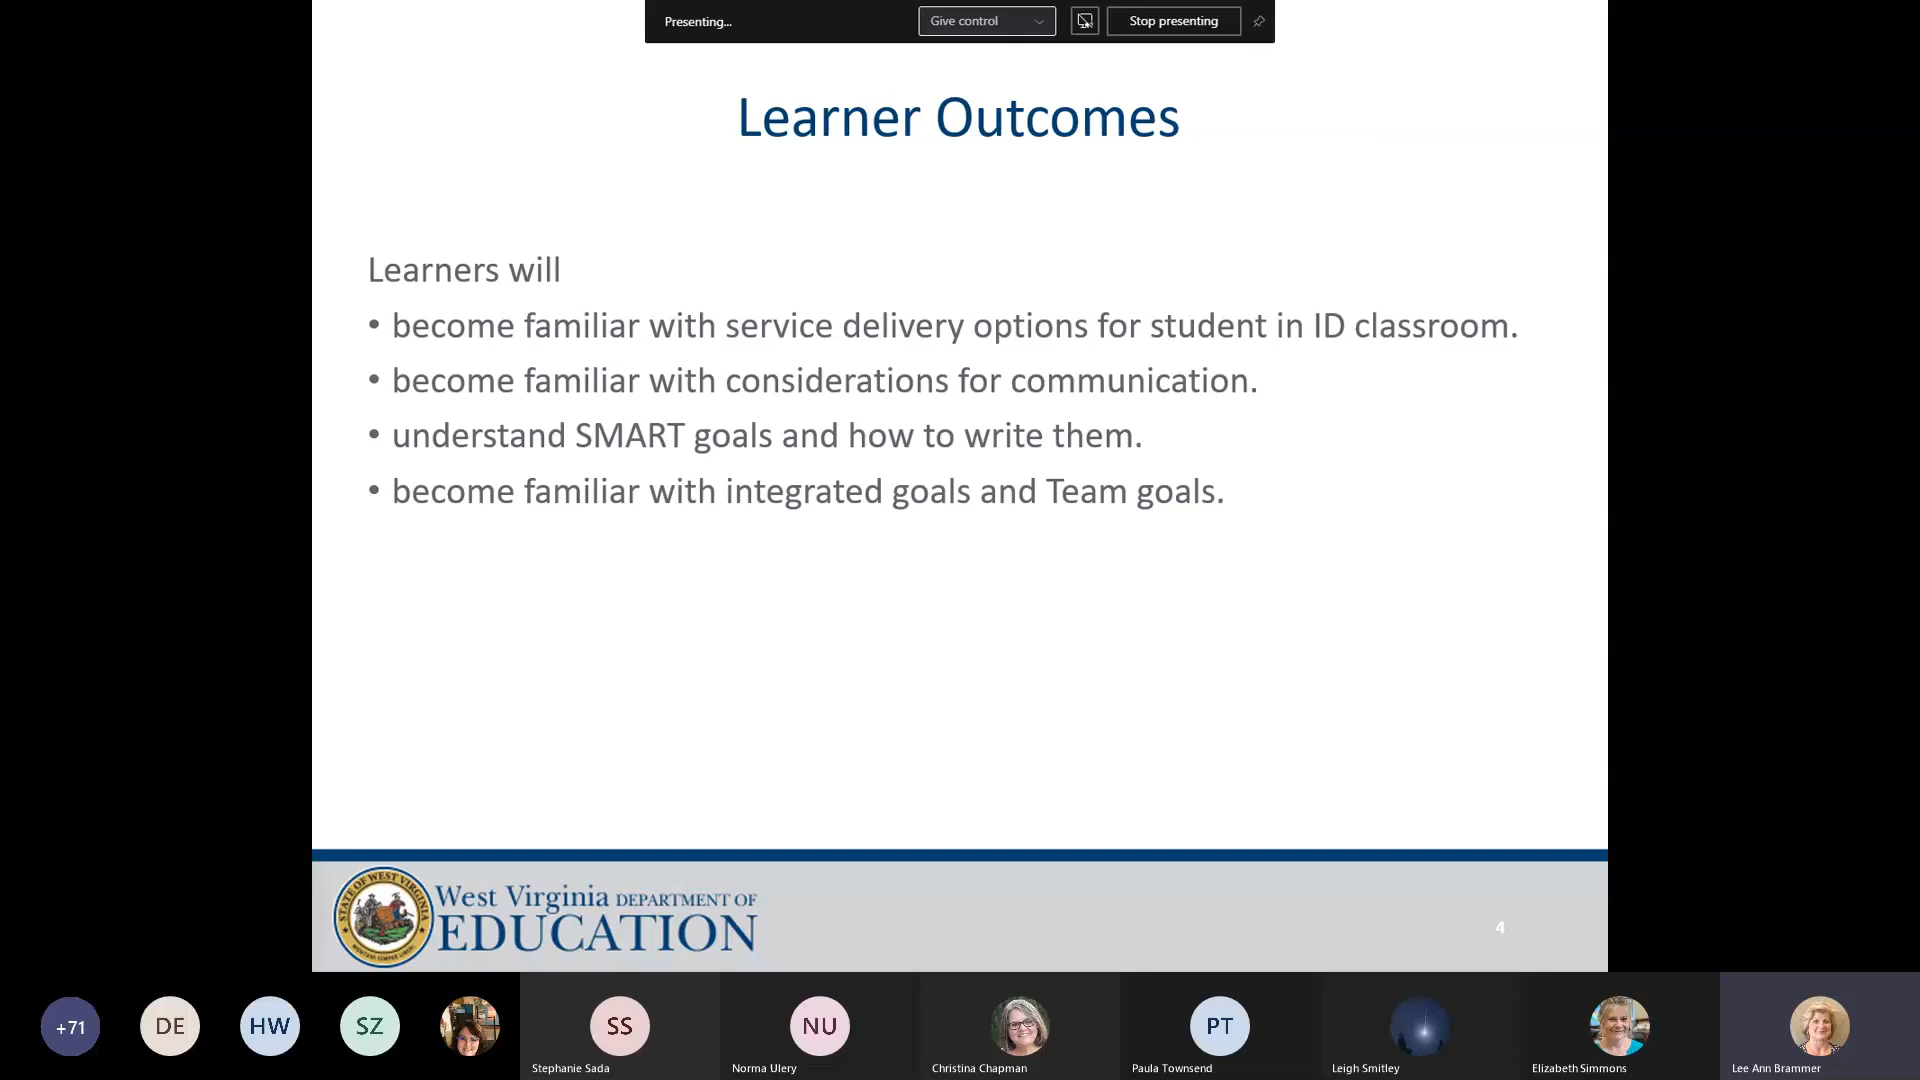 Presenting...
Give control
Stop presenting
Learner Outcomes
Learners will
• become familiar with service delivery options for student in ID classroom.
• become familiar with considerations for communication.
• understand SMART goals and how to write them.
• become familiar with integrated goals and Team goals.
STATE OF WEST VIRGINIA
West Virginia DEPARTMENT OF
EDUCATION
4
+71
DE
HW
SZ
SS
NU
PT
Stephanie Sada
Norma Ulery
Christina Chapman
Paula Townsend
Leigh Smitley
Elizabeth Simmons
Lee Ann Brammer